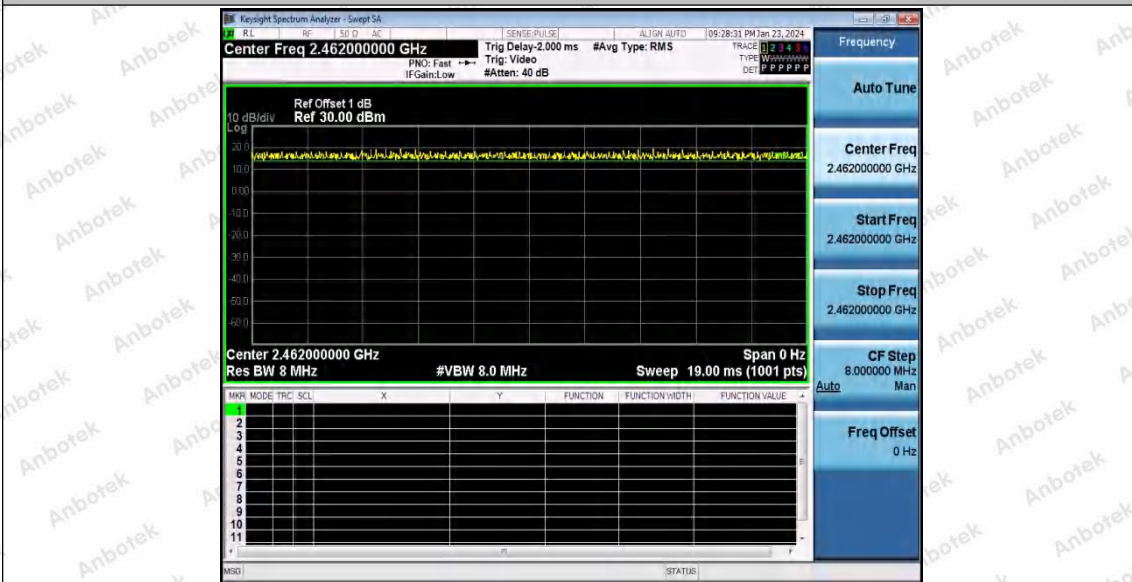 Keysight Spectrum Analyzer - Swept SA
RL RF 50 Ω AC SENSE:PULSE ALIGN AUTO 09:28:31 PM Jan 23, 2024
Center Freq 2.462000000 GHz
Trig Delay-2.000 ms #Avg Type: RMS
TRACE 1 2 3 4 5 6
PNO: Fast Trig: Video
TYPE W
IFGain:Low #Atten: 40 dB
DET P P P P P P
Frequency
Auto Tune
Center Freq
2.462000000 GHz
Start Freq
2.462000000 GHz
Stop Freq
2.462000000 GHz
CF Step
8.000000 MHz
Auto Man
Freq Offset
0 Hz
Ref Offset 1 dB
10 dB/div Ref 30.00 dBm
Log
20.0
10.0
0.00
-10.0
-20.0
-30.0
-40.0
-50.0
-60.0
Center 2.462000000 GHz Span 0 Hz
Res BW 8 MHz #VBW 8.0 MHz Sweep 19.00 ms (1001 pts)
MKR MODE TRC SCL X Y FUNCTION FUNCTION WIDTH FUNCTION VALUE
1
2
3
4
5
6
7
8
9
10
11
MSG STATUS
Anbotek